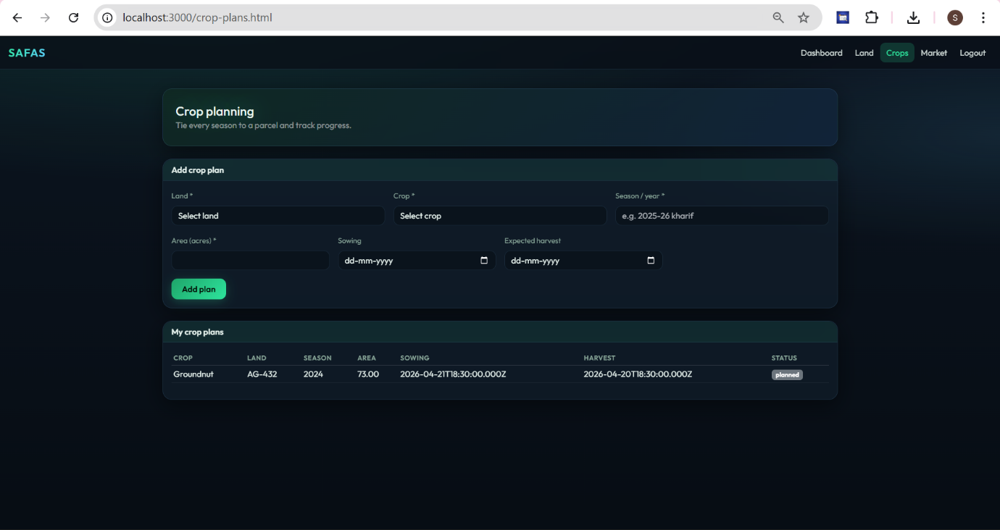 localhost:3000/crop-plans.html
S
SAFAS
Dashboard Land Crops Market Logout
Crop planning
Tie every season to a parcel and track progress.
Add crop plan
Land * Crop * Season / year *
Select land Select crop e.g. 2025-26 kharif
Area (acres) * Sowing Expected harvest
dd-mm-yyyy dd-mm-yyyy
Add plan
My crop plans
CROP LAND SEASON AREA SOWING HARVEST STATUS
Groundnut AG-432 2024 73.00 2026-04-21T18:30:00.000Z 2026-04-20T18:30:00.000Z planned